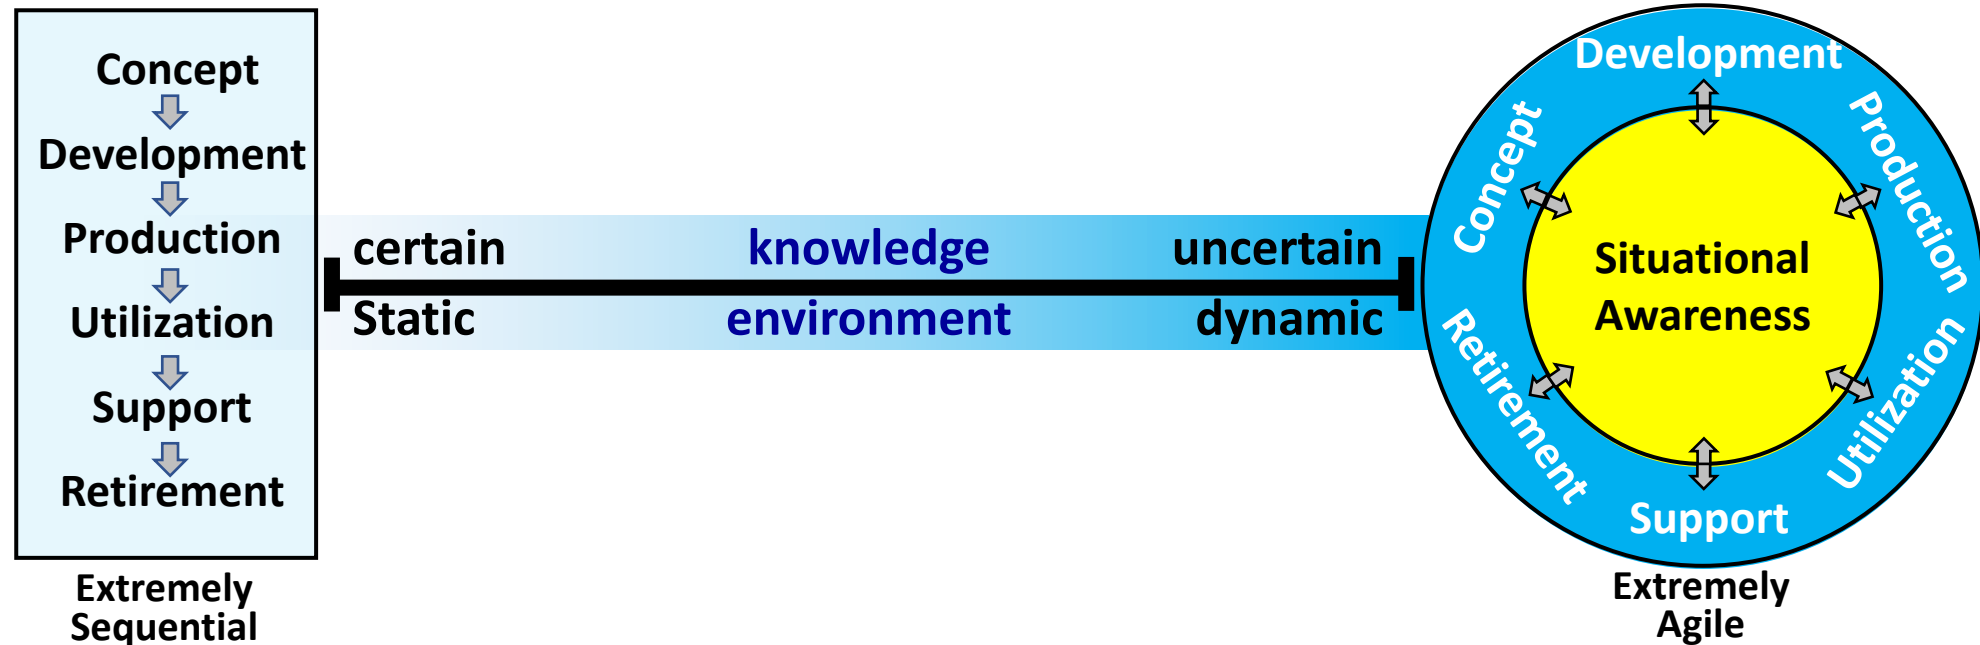 Concept
Development
Production
Utilization
Support
Retirement
Extremely
Sequential
certain knowledge uncertain
Static environment dynamic
Development
Concept
Production
Situational
Awareness
Retirement
Utilization
Support
Extremely
Agile